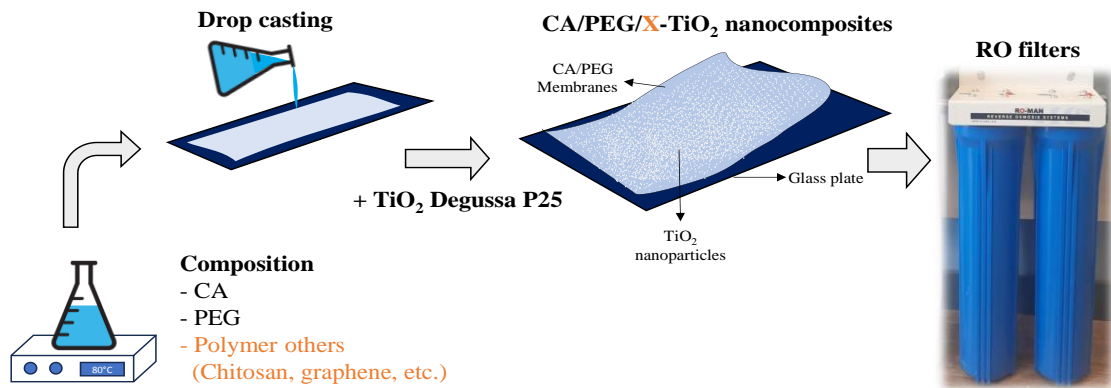 Drop casting
CA/PEG/X-TiO₂ nanocomposites
RO filters
CA/PEG
Membranes
RO-MAN
REVERSE OSMOSIS SYSTEMS
Glass plate
+ TiO₂ Degussa P25
TiO₂
nanoparticles
Composition
- CA
- PEG
- Polymer others
(Chitosan, graphene, etc.)
80°C